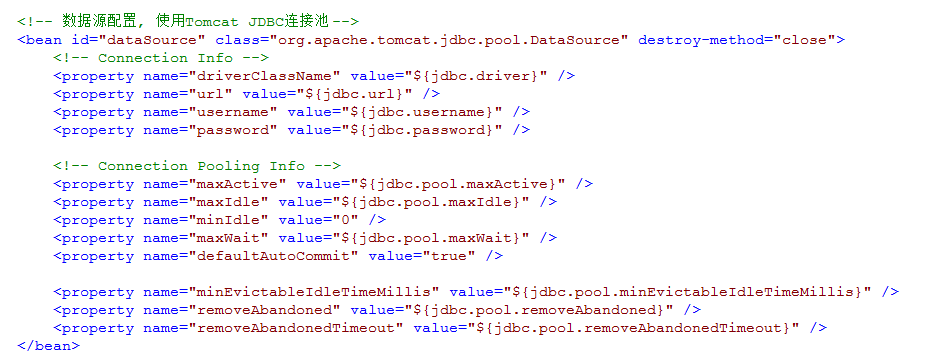 <!-- 数据源配置, 使用Tomcat JDBC连接池 -->
<bean id="dataSource" class="org.apache.tomcat.jdbc.pool.DataSource" destroy-method="close">
<!-- Connection Info -->
<property name="driverClassName" value="${jdbc.driver}" />
<property name="url" value="${jdbc.url}" />
<property name="username" value="${jdbc.username}" />
<property name="password" value="${jdbc.password}" />
<!-- Connection Pooling Info -->
<property name="maxActive" value="${jdbc.pool.maxActive}" />
<property name="maxIdle" value="${jdbc.pool.maxIdle}" />
<property name="minIdle" value="0" />
<property name="maxWait" value="${jdbc.pool.maxWait}" />
<property name="defaultAutoCommit" value="true" />
<property name="minEvictableIdleTimeMillis" value="${jdbc.pool.minEvictableIdleTimeMillis}" />
<property name="removeAbandoned" value="${jdbc.pool.removeAbandoned}" />
<property name="removeAbandonedTimeout" value="${jdbc.pool.removeAbandonedTimeout}" />
</bean>